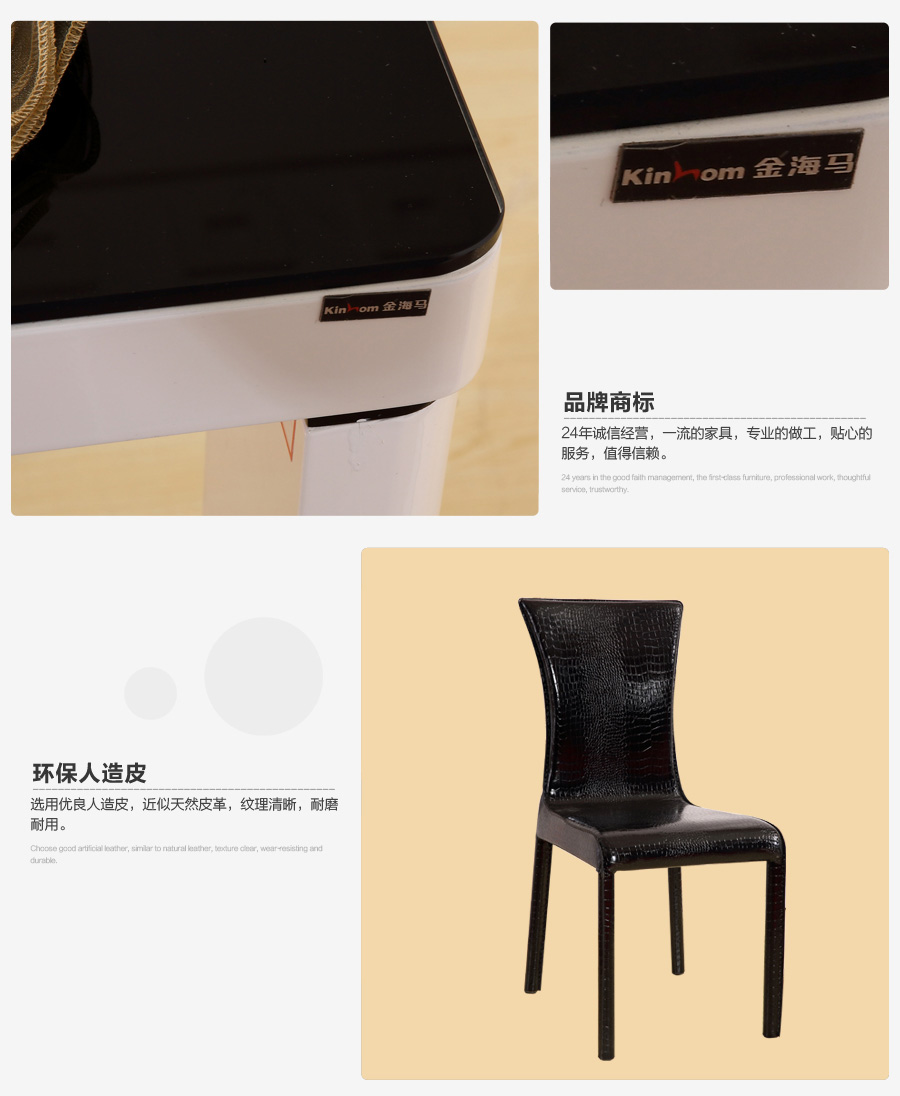 Kinhom 金海马
Kinhom 金海马
品牌商标
24年诚信经营，一流的家具，专业的做工，贴心的
服务，值得信赖。
24 years in the good faith management, the first-class furniture, professional work, thoughtful
service, trustworthy.
环保人造皮
选用优良人造皮，近似天然皮革，纹理清晰，耐磨
耐用。
Choose good artificial leather, similar to natural leather, texture clear, wear-resisting and
durable.